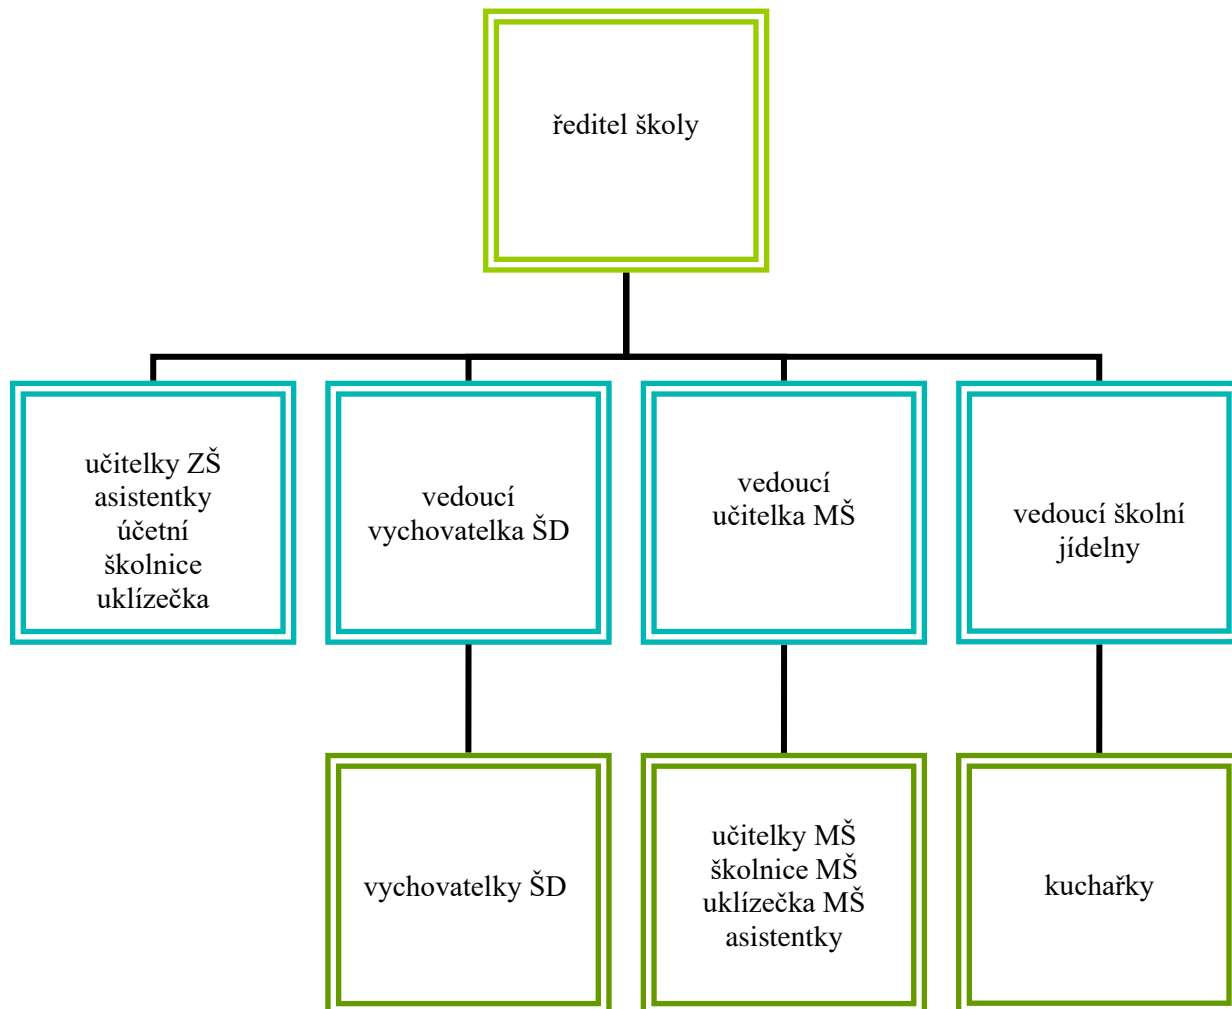 ředitel školy
učitelky ZŠ
asistentky
účetní
školnice
uklízečka
vedoucí
vychovatelka ŠD
vedoucí
učitelka MŠ
vedoucí školní
jídelny
vychovatelky ŠD
učitelky MŠ
školnice MŠ
uklízečka MŠ
asistentky
kuchařky